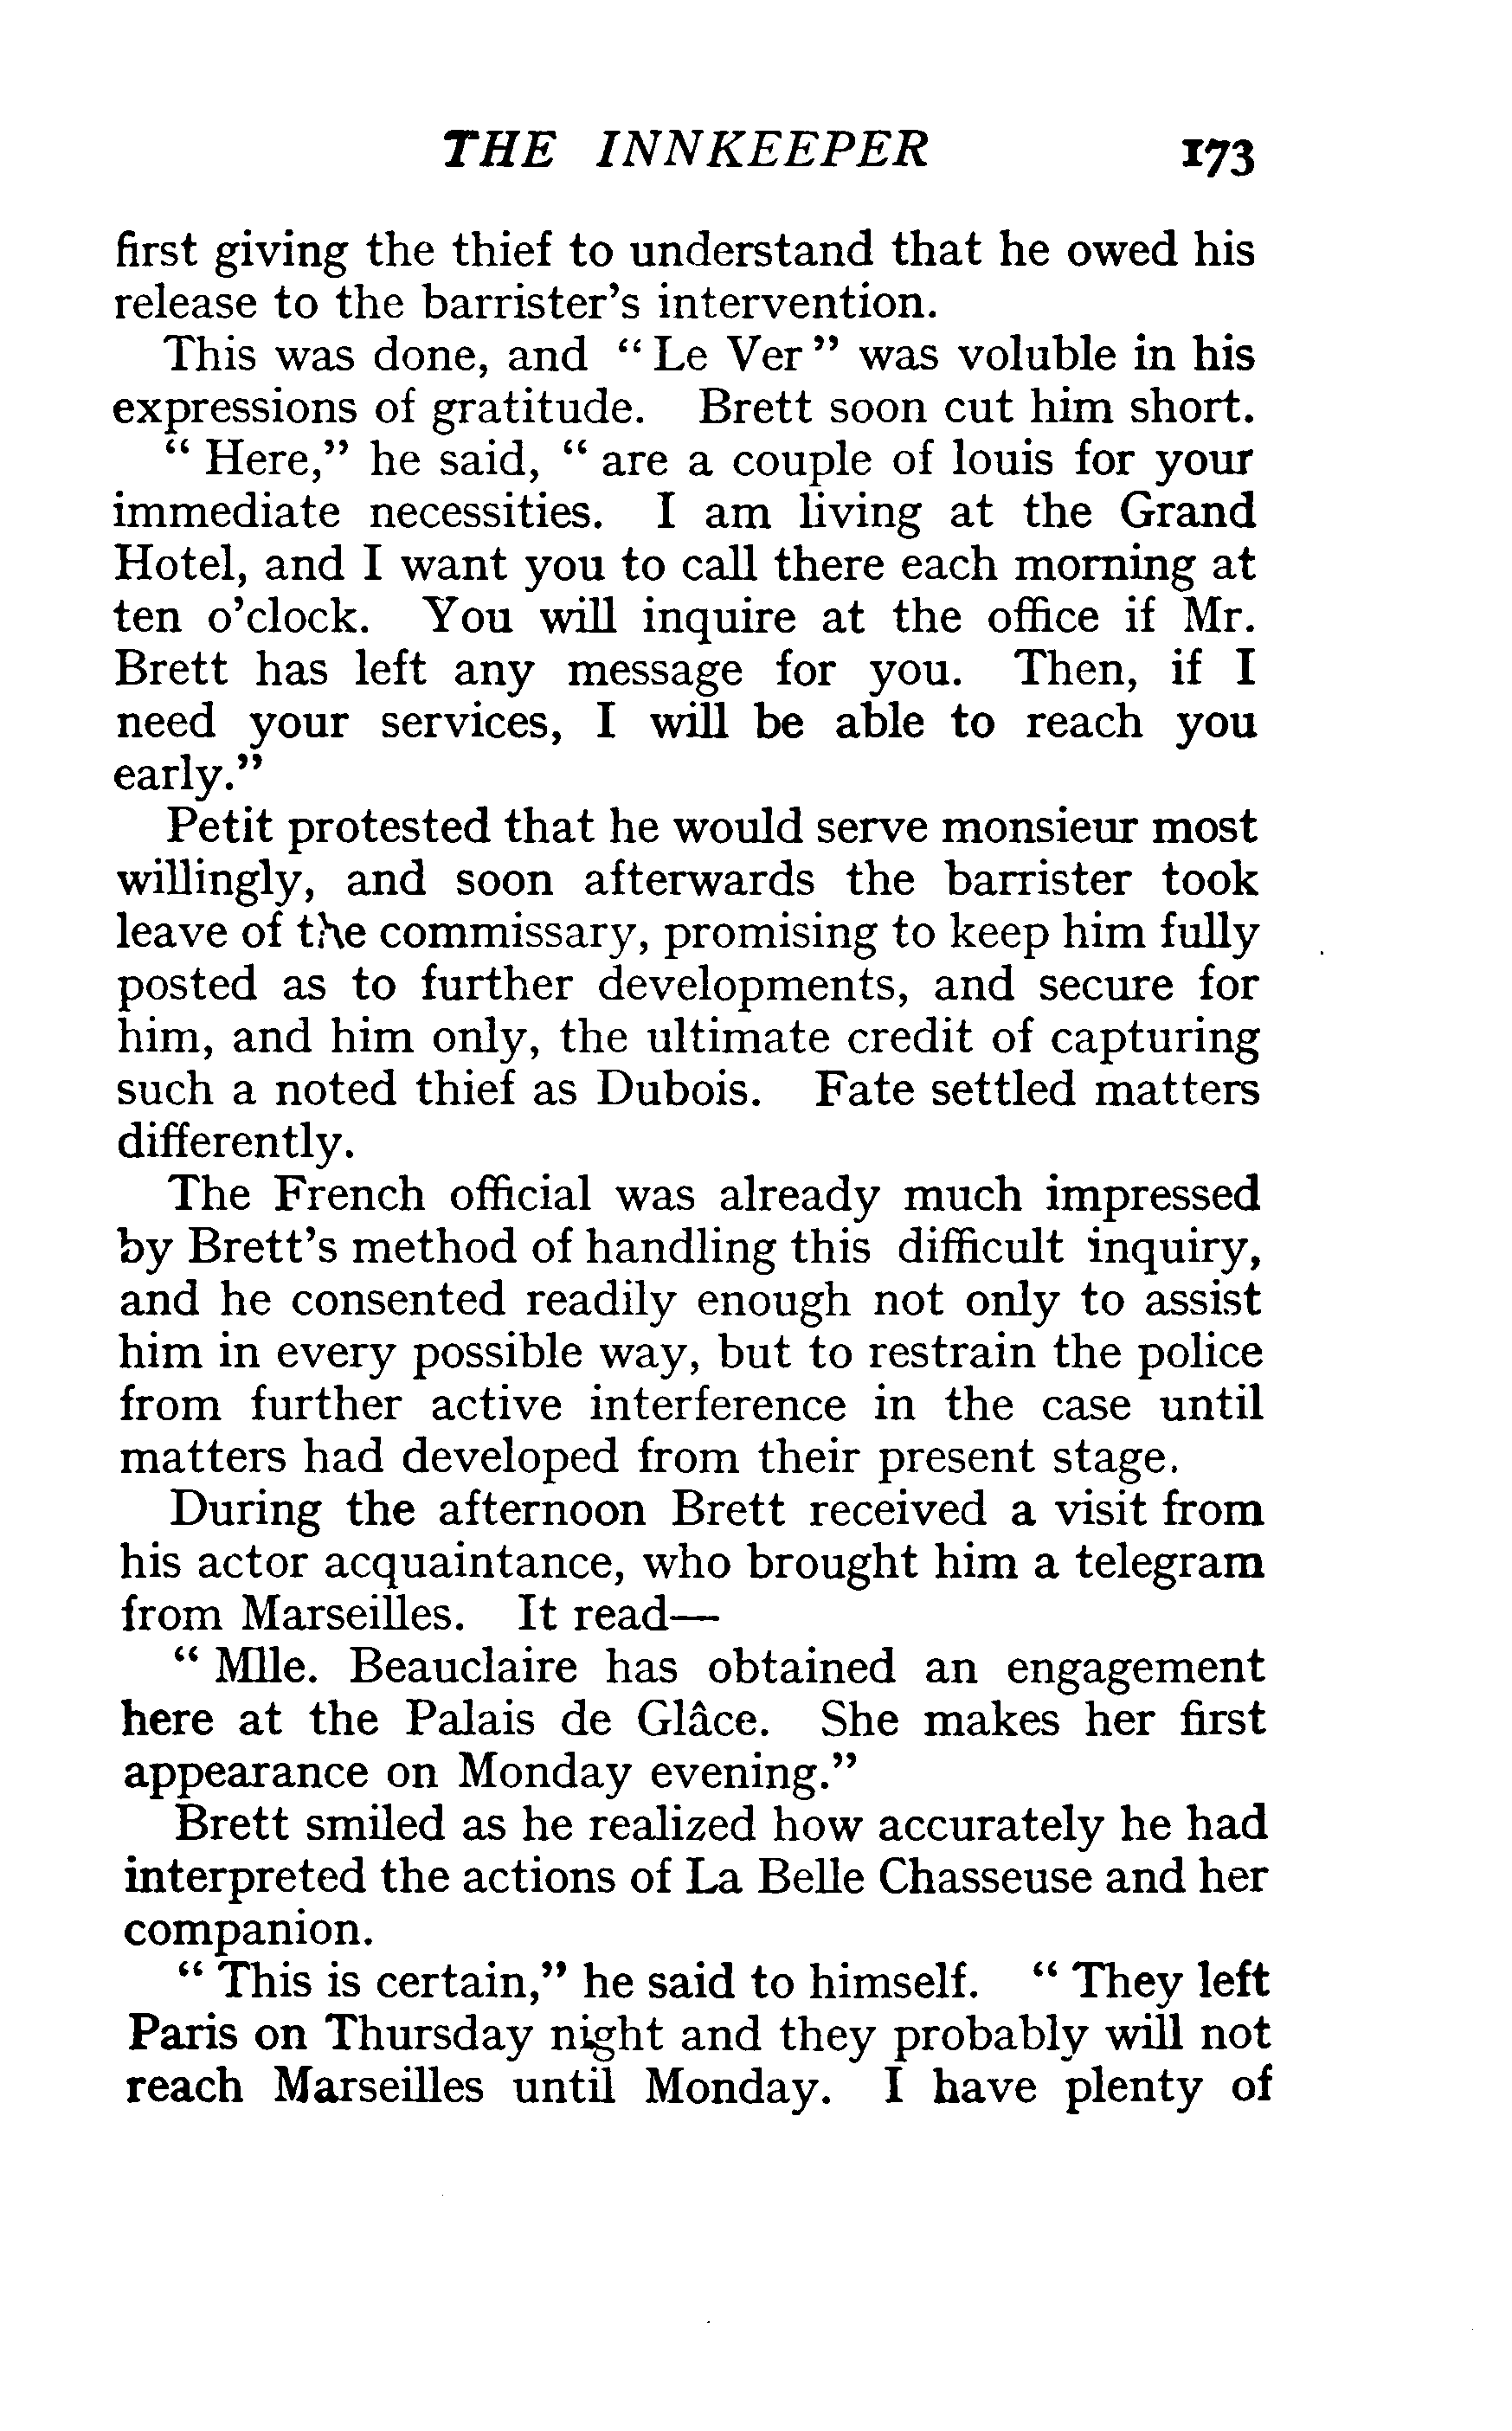 THE INNKEEPER 173
first giving the thief to understand that he owed his
release to the barrister's intervention.
This was done, and " Le Ver " was voluble in his
expressions of gratitude. Brett soon cut him short.
" Here," he said, " are a couple of louis for your
immediate necessities. I am living at the Grand
Hotel, and I want you to call there each morning at
ten o'clock. You will inquire at the office if Mr.
Brett has left any message for you. Then, if I
need your services, I will be able to reach you
early."
Petit protested that he would serve monsieur most
willingly, and soon afterwards the barrister took
leave of the commissary, promising to keep him fully
posted as to further developments, and secure for
him, and him only, the ultimate credit of capturing
such a noted thief as Dubois. Fate settled matters
differently.
The French official was already much impressed
by Brett's method of handling this difficult inquiry,
and he consented readily enough not only to assist
him in every possible way, but to restrain the police
from further active interference in the case until
matters had developed from their present stage.
During the afternoon Brett received a visit from
his actor acquaintance, who brought him a telegram
from Marseilles. It read—
" Mlle. Beauclaire has obtained an engagement
here at the Palais de Glâce. She makes her first
appearance on Monday evening."
Brett smiled as he realized how accurately he had
interpreted the actions of La Belle Chasseuse and her
companion.
" This is certain," he said to himself. " They left
Paris on Thursday night and they probably will not
reach Marseilles until Monday. I have plenty of